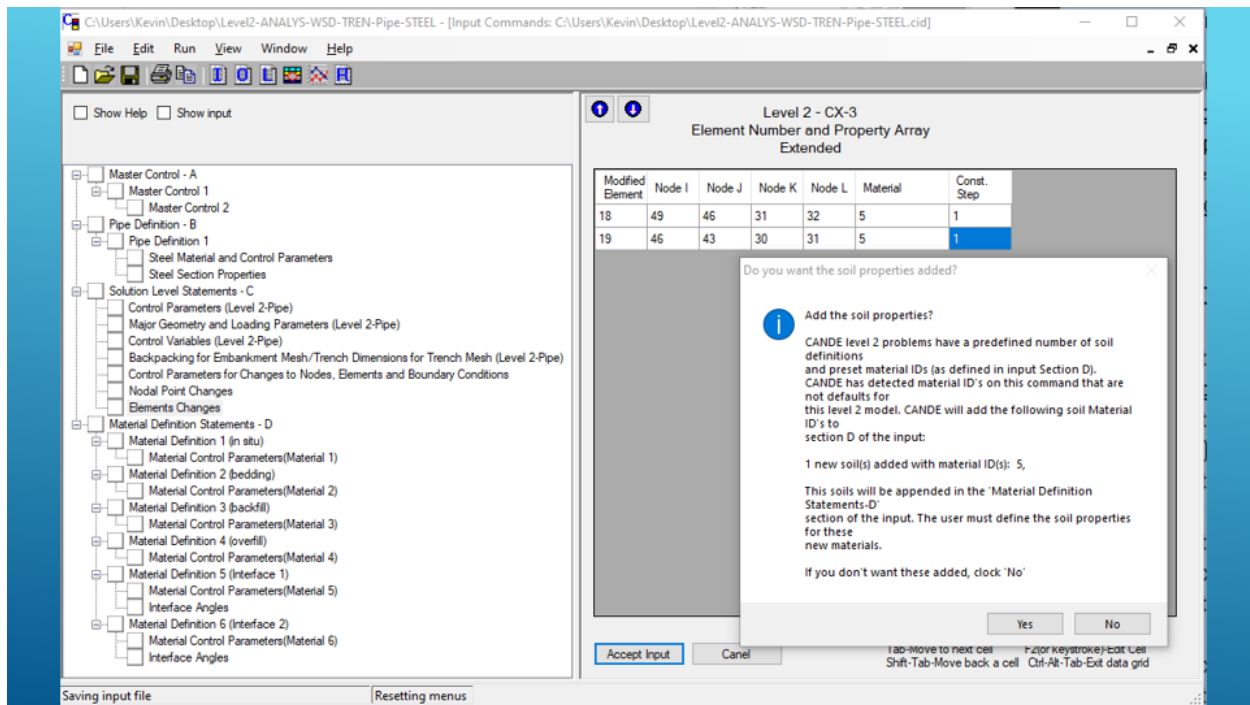 C:\Users\Kevin\Desktop\Level2-ANALYS-WSD-TREN-Pipe-STEEL - [Input Commands: C:\Users\Kevin\Desktop\Level2-ANALYS-WSD-TREN-Pipe-STEEL.cid]
File Edit Run View Window Help
Show Help Show input
Master Control - A
Master Control 1
Master Control 2
Pipe Definition - B
Pipe Definition 1
Steel Material and Control Parameters
Steel Section Properties
Solution Level Statements - C
Control Parameters (Level 2-Pipe)
Major Geometry and Loading Parameters (Level 2-Pipe)
Control Variables (Level 2-Pipe)
Backpacking for Embankment Mesh/Trench Dimensions for Trench Mesh (Level 2-Pipe)
Control Parameters for Changes to Nodes, Elements and Boundary Conditions
Nodal Point Changes
Elements Changes
Material Definition Statements - D
Material Definition 1 (in situ)
Material Control Parameters(Material 1)
Material Definition 2 (bedding)
Material Control Parameters(Material 2)
Material Definition 3 (backfill)
Material Control Parameters(Material 3)
Material Definition 4 (overfill)
Material Control Parameters(Material 4)
Material Definition 5 (Interface 1)
Material Control Parameters(Material 5)
Interface Angles
Material Definition 6 (Interface 2)
Material Control Parameters(Material 6)
Interface Angles
Level 2 - CX-3
Element Number and Property Array
Extended
Modified Element Node I Node J Node K Node L Material Const. Step
18 49 46 31 32 5 1
19 46 43 30 31 5 1
Do you want the soil properties added?
Add the soil properties?
CANDE level 2 problems have a predefined number of soil
definitions
and preset material IDs (as defined in input Section D).
CANDE has detected material ID's on this command that are
not defaults for
this level 2 model. CANDE will add the following soil Material
ID's to
section D of the input:
1 new soil(s) added with material ID(s): 5,
This soils will be appended in the 'Material Definition
Statements-D'
section of the input. The user must define the soil properties
for these
new materials.
If you don't want these added, clock 'No'
Yes No
Accept Input Canel
Tab-Move to next cell F2(or keystroke)-Edit Cell
Shift-Tab-Move back a cell Ctrl-Alt-Tab-Exit data grid
Saving input file Resetting menus